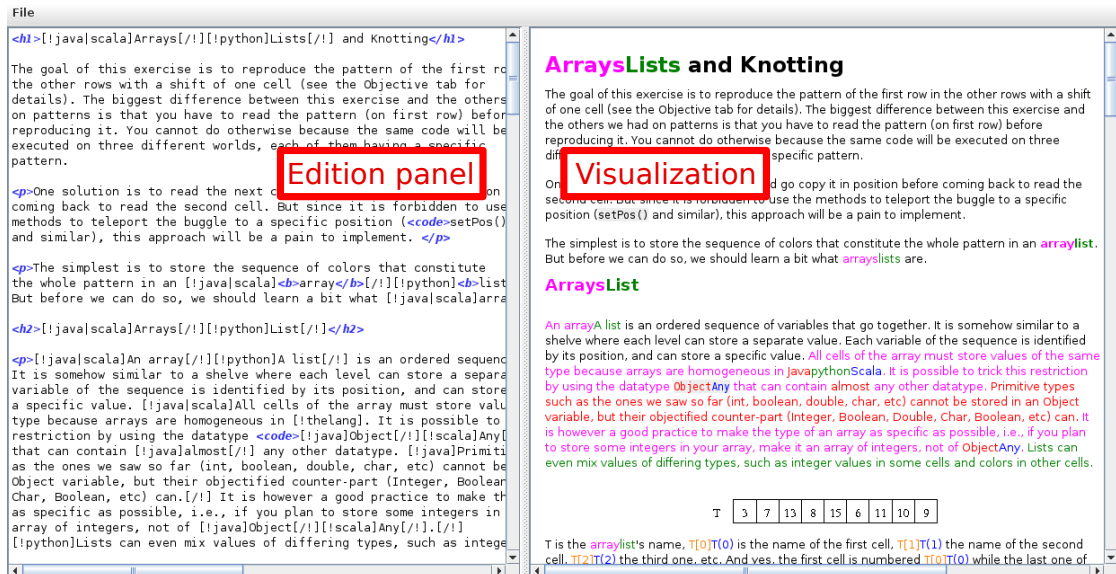 File
<h1>[!java|scala]Arrays[/!][!python]Lists[/!] and Knotting</h1>
The goal of this exercise is to reproduce the pattern of the first ro
the other rows with a shift of one cell (see the Objective tab for
details). The biggest difference between this exercise and the others
on patterns is that you have to read the pattern (on first row) befor
reproducing it. You cannot do otherwise because the same code will be
executed on three different worlds, each of them having a specific
pattern.
<p>One solution is to read the next c
coming back to read the second cell. But since it is forbidden to use
methods to teleport the buggle to a specific position (<code>setPos()
and similar), this approach will be a pain to implement. </p>
<p>The simplest is to store the sequence of colors that constitute
the whole pattern in an [!java|scala]<b>array</b>[/!][!python]<b>list
But before we can do so, we should learn a bit what [!java|scala]arra
<h2>[!java|scala]Arrays[/!][!python]List[/!]</h2>
<p>[!java|scala]An array[/!][!python]A list[/!] is an ordered sequenc
It is somehow similar to a shelve where each level can store a separa
variable of the sequence is identified by its position, and can store
a specific value. [!java|scala]All cells of the array must store valu
type because arrays are homogeneous in [!thelang]. It is possible to
restriction by using the datatype <code>[!java]Object[/!][!scala]Any[
that can contain [!java]almost[/!] any other datatype. [!java]Primiti
as the ones we saw so far (int, boolean, double, char, etc) cannot be
Object variable, but their objectified counter-part (Integer, Boolean
Char, Boolean, etc) can.[/!] It is however a good practice to make th
as specific as possible, i.e., if you plan to store some integers in
array of integers, not of [!java]Object[/!][!scala]Any[/!].[/!]
[!python]Lists can even mix values of differing types, such as intege
Edition panel
ArraysLists and Knotting
The goal of this exercise is to reproduce the pattern of the first row in the other rows with a shift
of one cell (see the Objective tab for details). The biggest difference between this exercise and
the others we had on patterns is that you have to read the pattern (on first row) before
reproducing it. You cannot do otherwise because the same code will be executed on three
specific pattern.
go copy it in position before coming back to read the
second cell. But since it is forbidden to use the methods to teleport the buggle to a specific
position (setPos() and similar), this approach will be a pain to implement.
The simplest is to store the sequence of colors that constitute the whole pattern in an arraylist.
But before we can do so, we should learn a bit what arrayslists are.
ArraysList
An arrayA list is an ordered sequence of variables that go together. It is somehow similar to a
shelve where each level can store a separate value. Each variable of the sequence is identified
by its position, and can store a specific value. All cells of the array must store values of the same
type because arrays are homogeneous in JavapythonScala. It is possible to trick this restriction
by using the datatype ObjectAny that can contain almost any other datatype. Primitive types
such as the ones we saw so far (int, boolean, double, char, etc) cannot be stored in an Object
variable, but their objectified counter-part (Integer, Boolean, Double, Char, Boolean, etc) can. It
is however a good practice to make the type of an array as specific as possible, i.e., if you plan
to store some integers in your array, make it an array of integers, not of ObjectAny. Lists can
even mix values of differing types, such as integer values in some cells and colors in other cells.
T 3 7 13 8 15 6 11 10 9
T is the arraylist's name, T[0]T(0) is the name of the first cell, T[1]T(1) the name of the second
cell, T[2]T(2) the third one, etc. And yes, the first cell is numbered T[0]T(0) while the last one of
Visualization